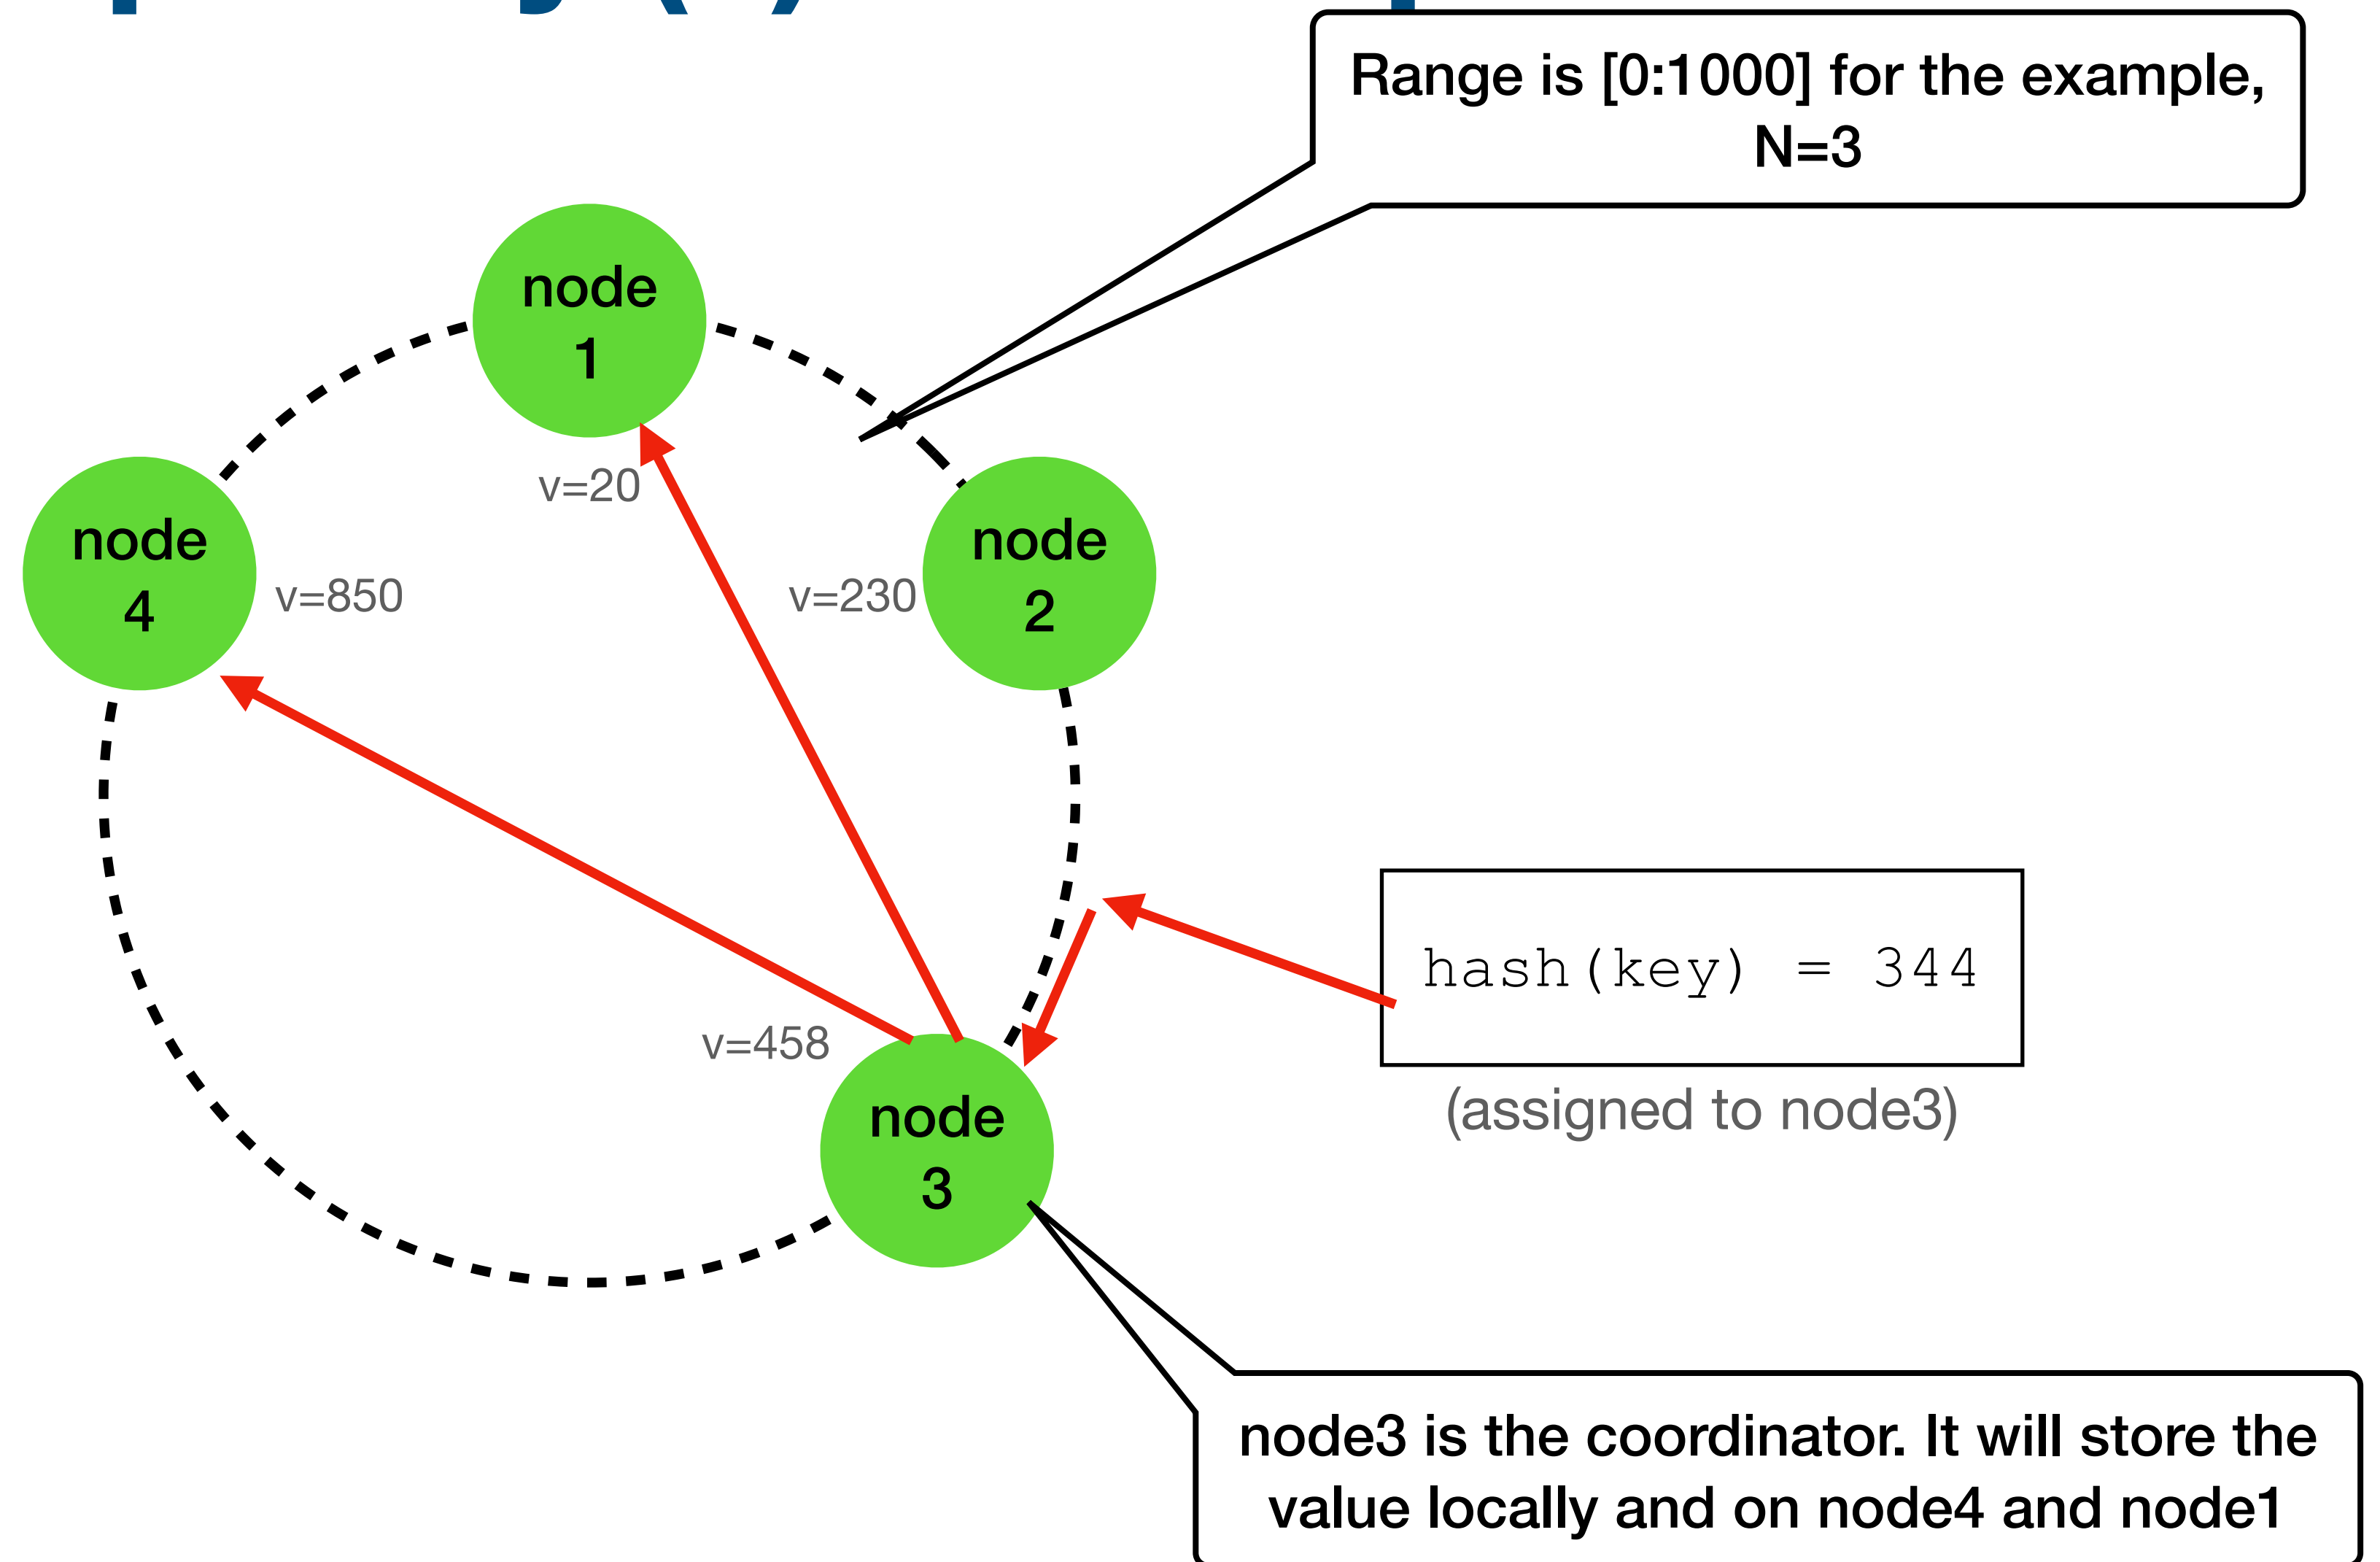 Range is [0:1000] for the example,
N=3
node
1
v=20
node
4
v=850
v=230
node
2
hash(key) = 344
(assigned to node3)
v=458
node
3
node3 is the coordinator. It will store the
value locally and on node4 and node1